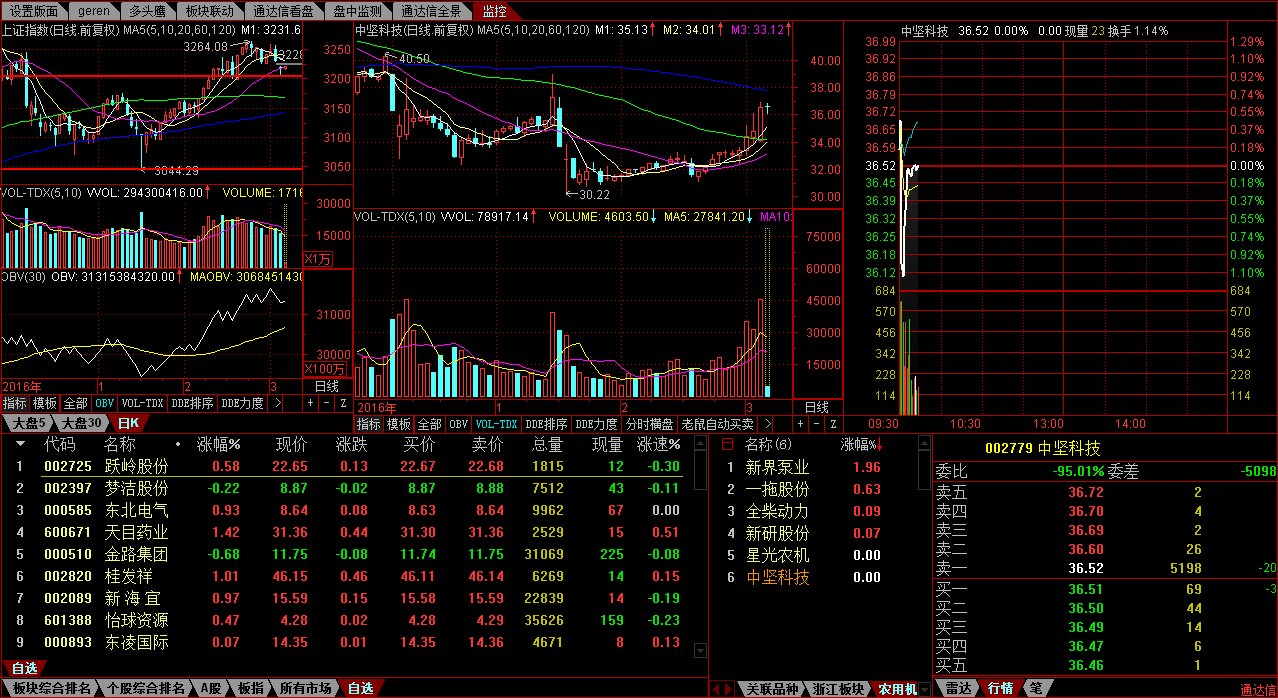 设置版面 geren 多头鹰 板块联动 通达信看盘 盘中监测 通达信全景 监控
上证指数(日线.前复权) MA5(5,10,20,60,120) M1: 3231.6
3264.08
3228
3250
3200
3150
3100
3050
3044.29
VOL-TDX(5,10) VVOL: 294300416.00↑ VOLUME: 1716
30000
15000
X1万
OBV(30) OBV: 31315384320.00↑ MAOBV: 3068451430
31000
30000
X100万
2016年 1 2 3 日线
指标 模板 全部 OBV VOL-TDX DDE排序 DDE力度 > + - Z
大盘5 大盘30 日K
中坚科技(日线.前复权) MA5(5,10,20,60,120) M1: 35.13↑ M2: 34.01↑ M3: 33.12↑
40.50
40.00
38.00
36.00
34.00
32.00
30.00
30.22
VOL-TDX(5,10) VVOL: 78917.14↑ VOLUME: 4603.50↓ MA5: 27841.20↓ MA10
75000
60000
45000
30000
15000
2016年 1 2 3 日线
指标 模板 全部 OBV VOL-TDX DDE排序 DDE力度 分时横盘 老鼠自动买卖 > + - Z
中坚科技 36.52 0.00% 0.00 现量 23 换手 1.14%
36.99 1.29%
36.92 1.10%
36.86 0.92%
36.79 0.74%
36.72 0.55%
36.65 0.37%
36.59 0.18%
36.52 0.00%
36.45 0.18%
36.39 0.37%
36.32 0.55%
36.25 0.74%
36.18 0.92%
36.12 1.10%
684 684
570 570
456 456
342 342
228 228
114 114
09:30 10:30 13:00 14:00
代码 名称 • 涨幅% 现价 涨跌 买价 卖价 总量 现量 涨速%
1 002725 跃岭股份 0.58 22.65 0.13 22.67 22.68 1815 12 -0.30
2 002397 梦洁股份 -0.22 8.87 -0.02 8.87 8.88 7512 43 -0.11
3 000585 东北电气 0.93 8.64 0.08 8.63 8.64 9962 67 0.00
4 600671 天目药业 1.42 31.36 0.44 31.30 31.36 2529 15 0.51
5 000510 金路集团 -0.68 11.75 -0.08 11.74 11.75 31069 225 -0.08
6 002820 桂发祥 1.01 46.15 0.46 46.11 46.14 6269 14 0.15
7 002089 新海宜 0.97 15.59 0.15 15.58 15.59 22839 14 -0.19
8 601388 怡球资源 0.47 4.28 0.02 4.28 4.29 35626 159 -0.23
9 000893 东凌国际 0.07 14.35 0.01 14.35 14.36 4671 8 0.13
自选
板块综合排名 个股综合排名 A股 板指 所有市场 自选
名称(6) 涨幅%↓
1 新界泵业 1.96
2 一拖股份 0.63
3 全柴动力 0.09
4 新研股份 0.07
5 星光农机 0.00
6 中坚科技 0.00
关联品种 浙江板块 农用机
002779 中坚科技
委比 -95.01% 委差 -5098
卖五 36.72 2
卖四 36.70 4
卖三 36.69 2
卖二 36.60 26
卖一 36.52 5198 -20
买一 36.51 69 -3
买二 36.50 44
买三 36.49 14
买四 36.47 6
买五 36.46 1
雷达 行情 笔 通达信